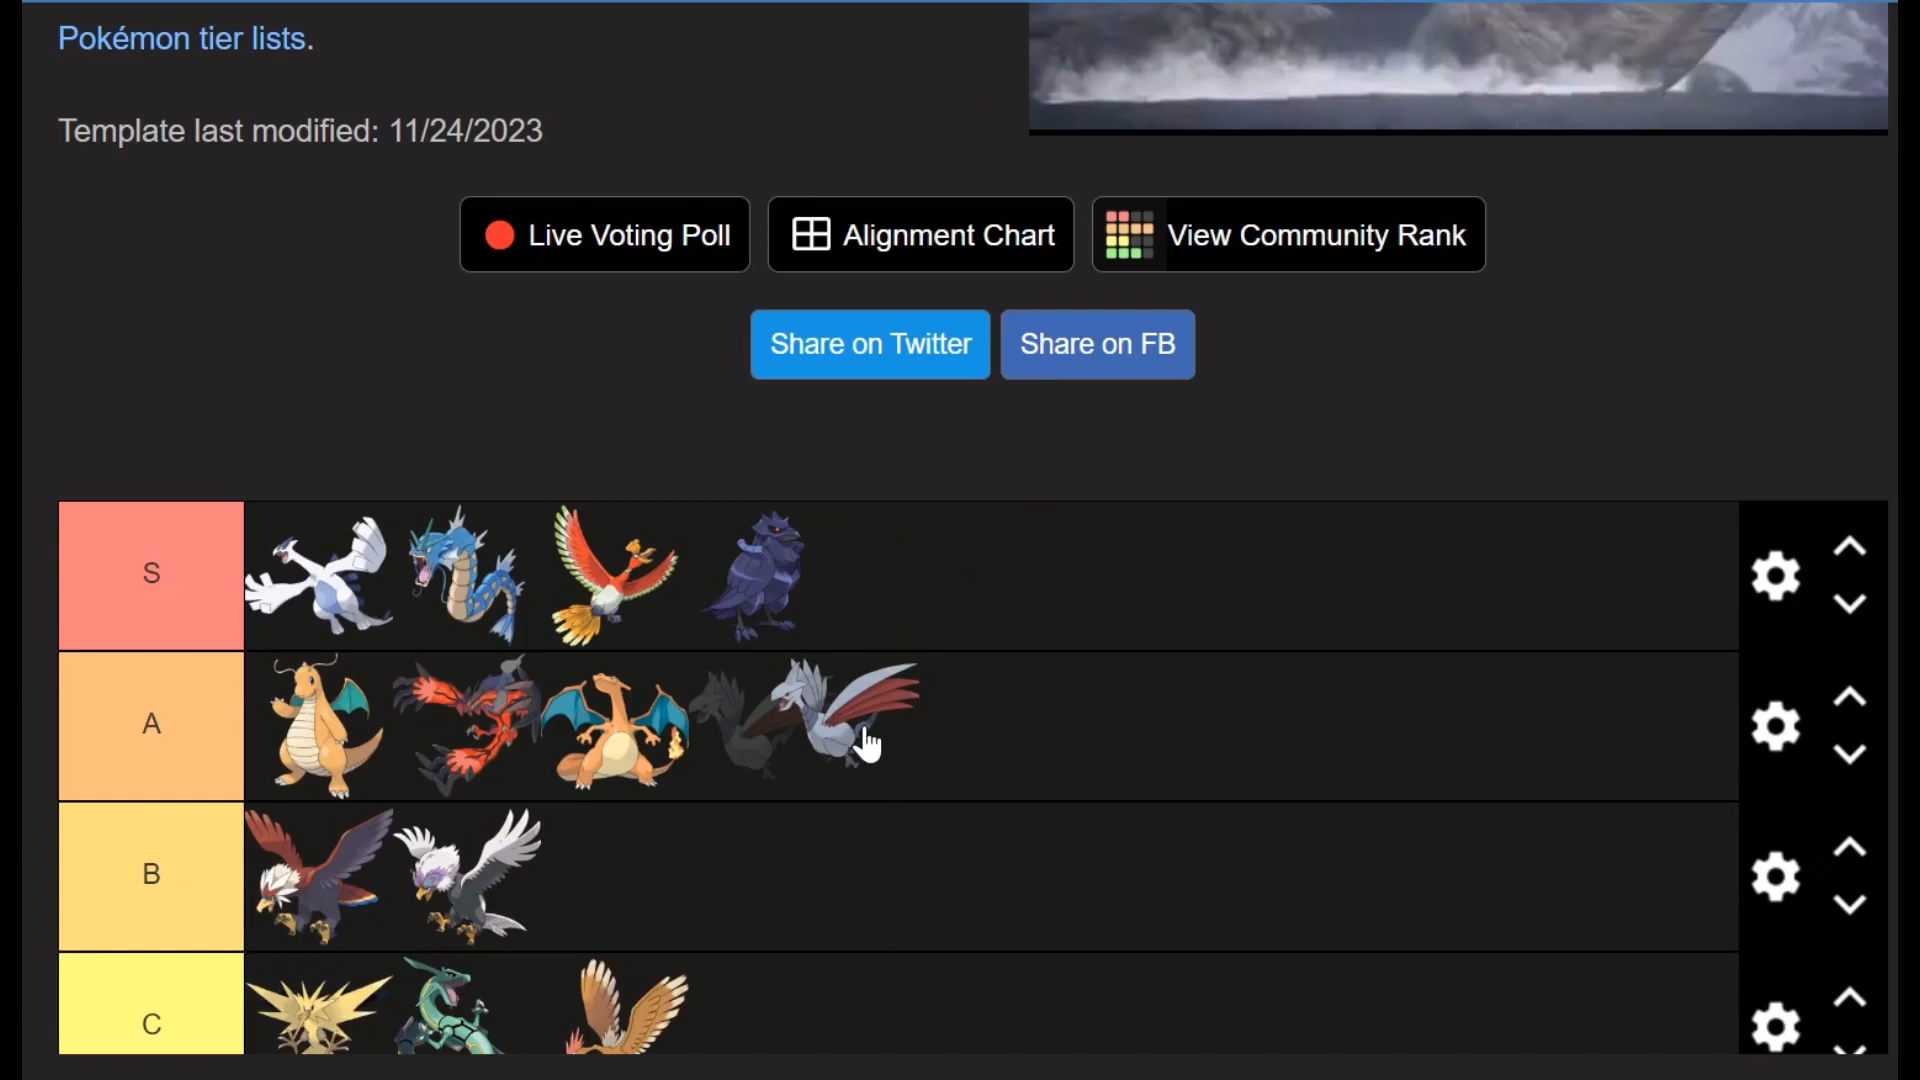 Pokémon tier lists.
Template last modified: 11/24/2023
Live Voting Poll
Alignment Chart
View Community Rank
Share on Twitter
Share on FB
S
A
B
C